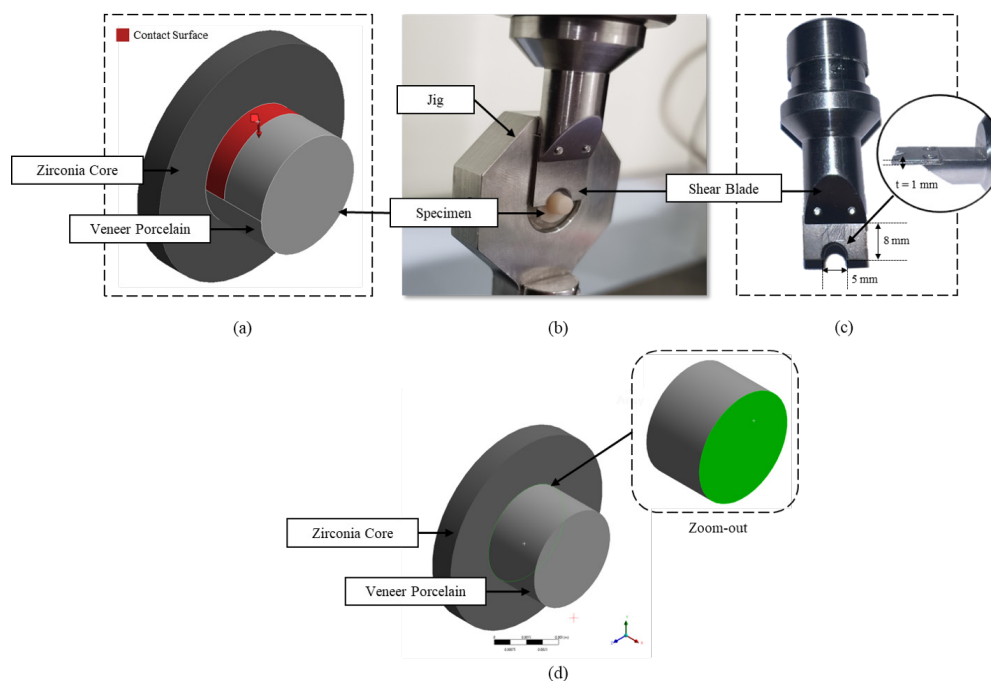 Contact Surface
Zirconia Core
Veneer Porcelain
(a)
Jig
Specimen
(b)
Shear Blade
t = 1 mm
8 mm
5 mm
(c)
Zirconia Core
Veneer Porcelain
Zoom-out
(d)